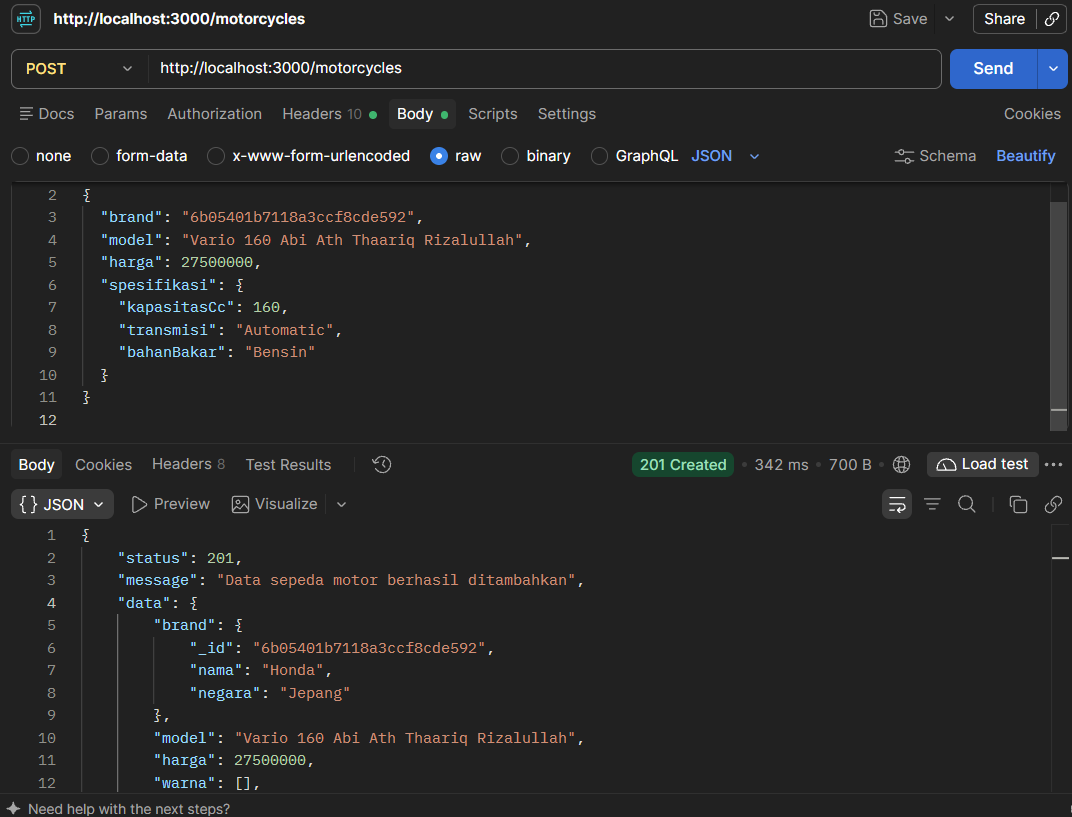 HTTP http://localhost:3000/motorcycles Save Share
POST http://localhost:3000/motorcycles Send
Docs Params Authorization Headers 10 Body Scripts Settings Cookies
none form-data x-www-form-urlencoded raw binary GraphQL JSON Schema Beautify
2 {
3 "brand": "6b05401b7118a3ccf8cde592",
4 "model": "Vario 160 Abi Ath Thaariq Rizalullah",
5 "harga": 27500000,
6 "spesifikasi": {
7 "kapasitasCc": 160,
8 "transmisi": "Automatic",
9 "bahanBakar": "Bensin"
10 }
11 }
12
Body Cookies Headers 8 Test Results 201 Created • 342 ms • 700 B • Load test
{} JSON Preview Visualize
1 {
2 "status": 201,
3 "message": "Data sepeda motor berhasil ditambahkan",
4 "data": {
5 "brand": {
6 "_id": "6b05401b7118a3ccf8cde592",
7 "nama": "Honda",
8 "negara": "Jepang"
9 },
10 "model": "Vario 160 Abi Ath Thaariq Rizalullah",
11 "harga": 27500000,
12 "warna": [],
Need help with the next steps?